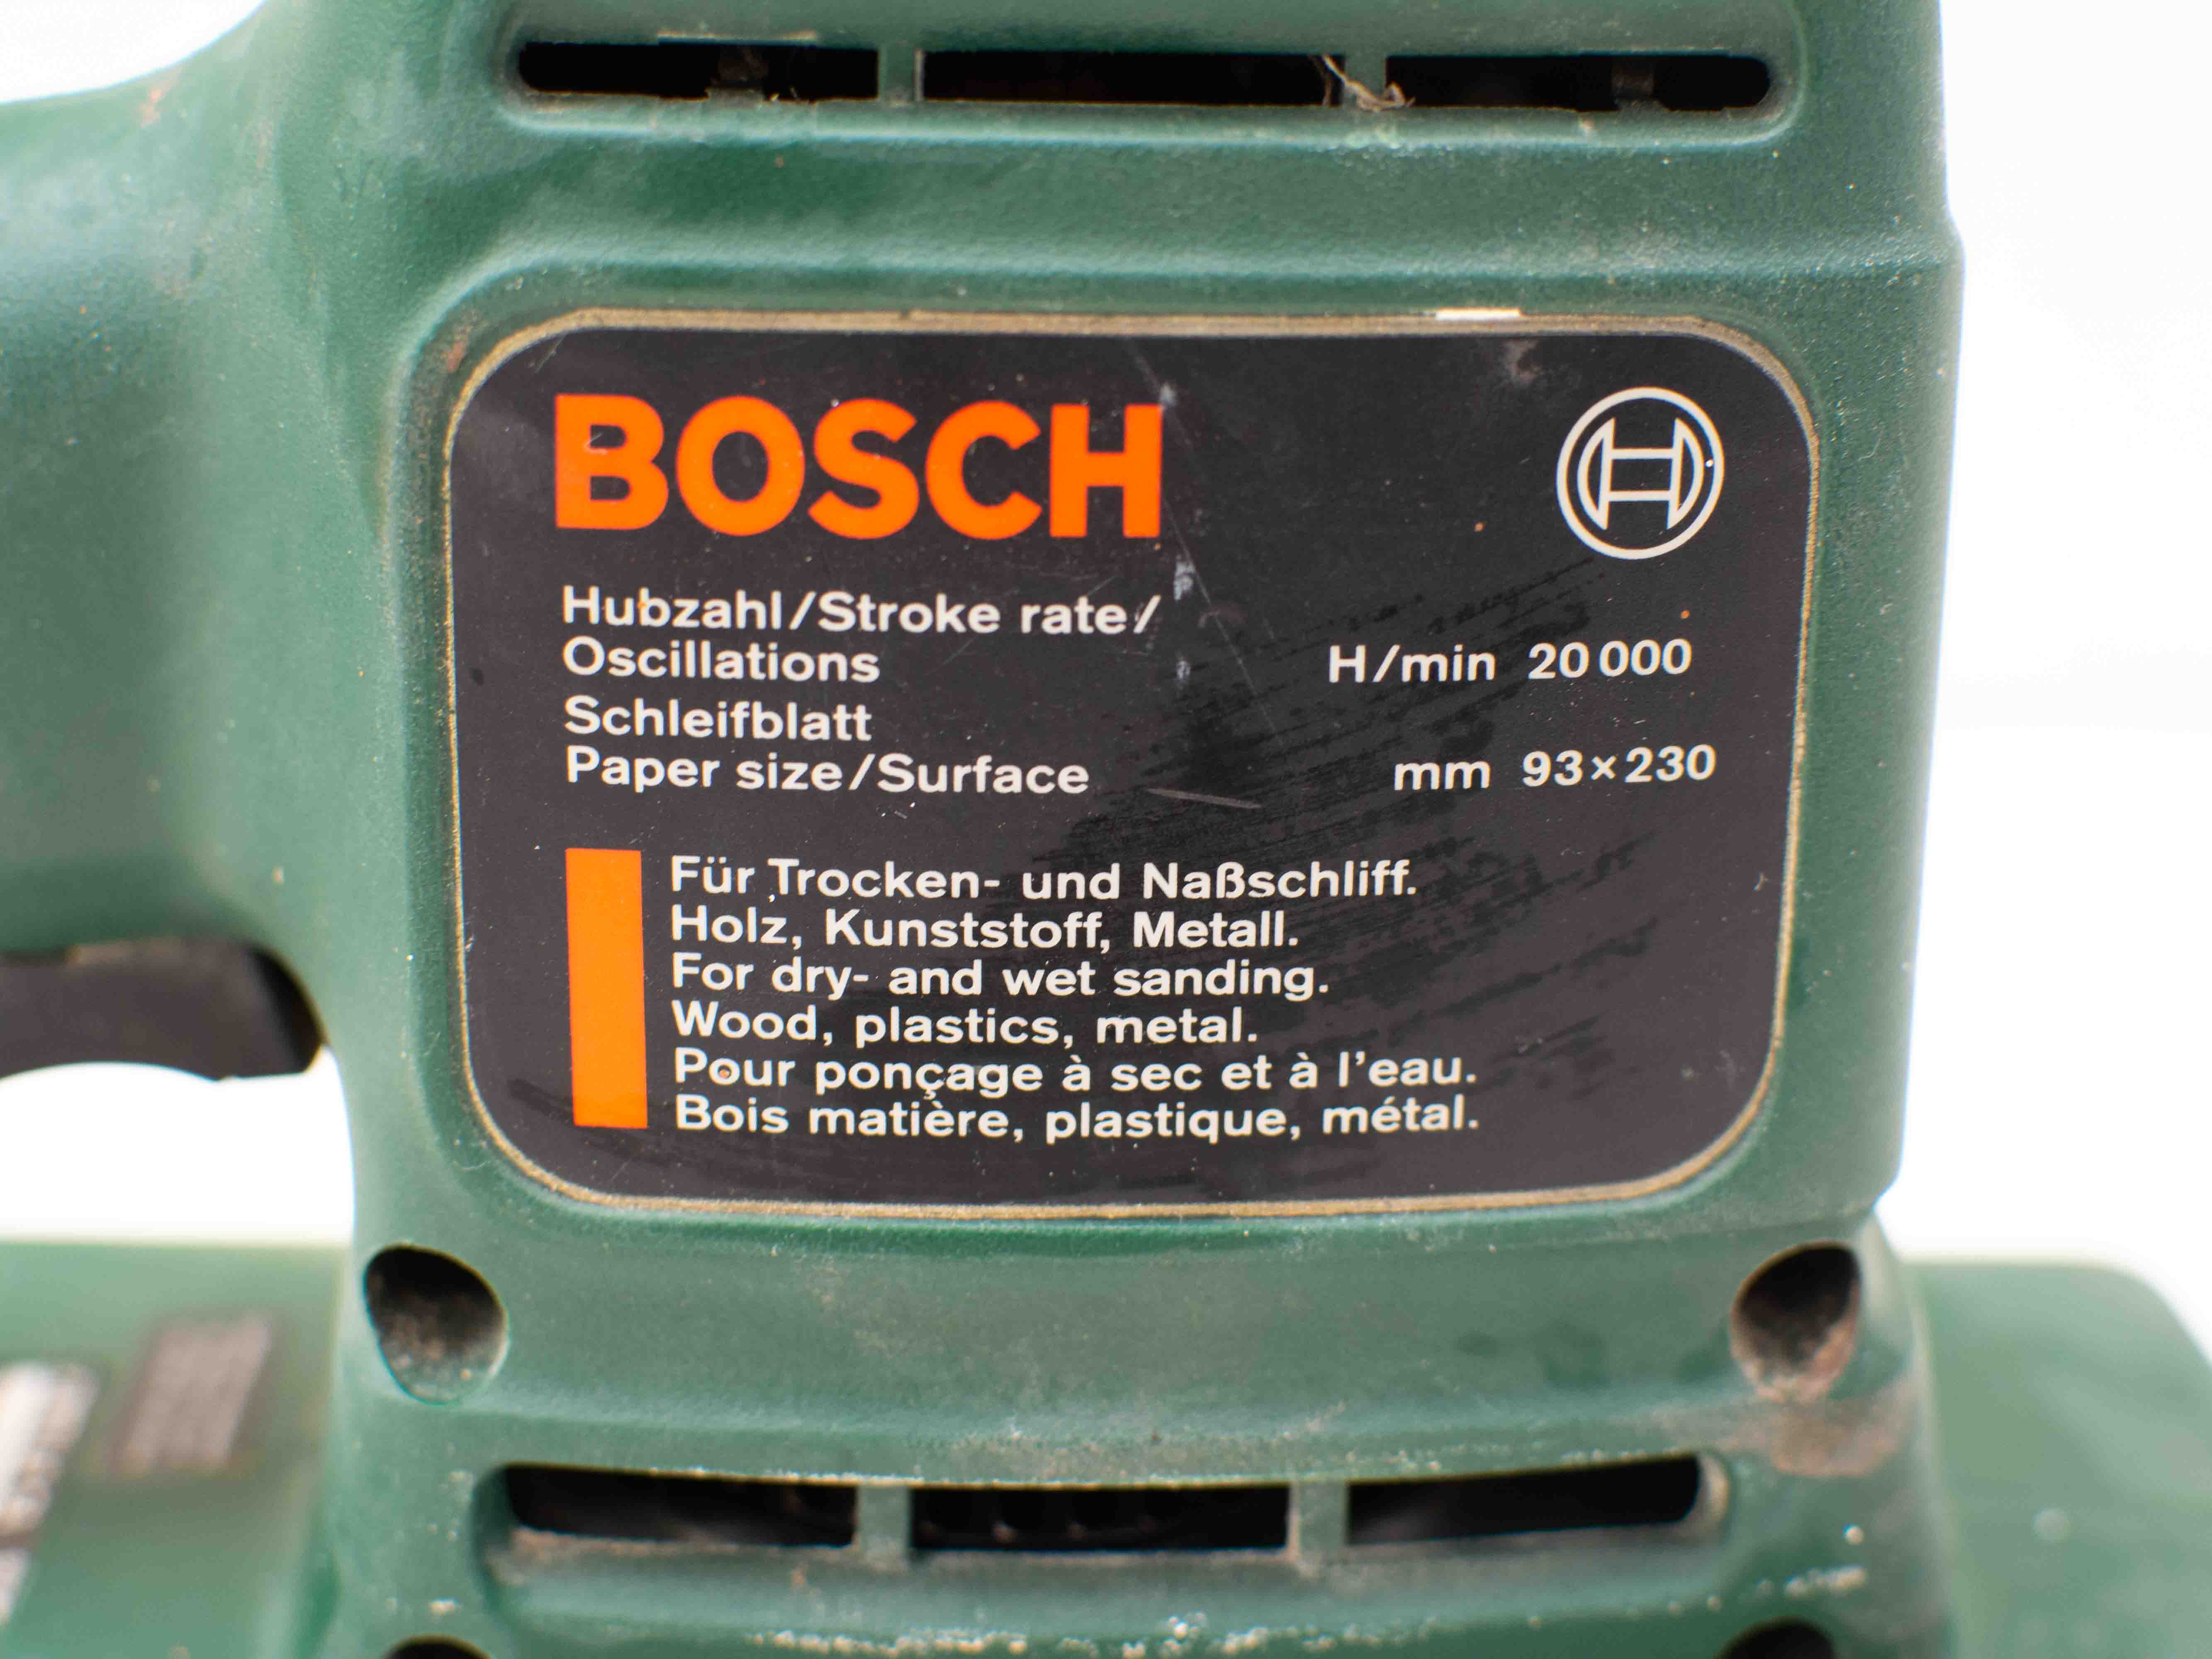 BOSCH
Hubzahl/Stroke rate/
Oscillations H/min 20 000
Schleifblatt
Paper size/Surface mm 93×230
Für Trocken- und Naßschliff.
Holz, Kunststoff, Metall.
For dry- and wet sanding.
Wood, plastics, metal.
Pour ponçage à sec et à l'eau.
Bois matière, plastique, métal.